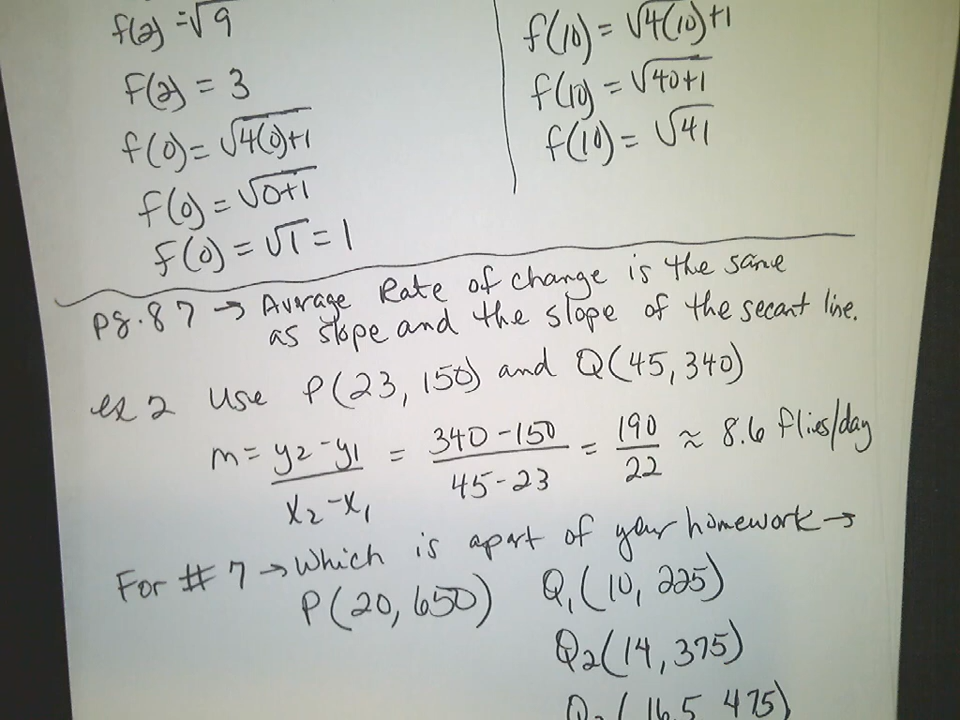 f(2) = √9
f(2) = 3
f(0) = √4(0)+1
f(0) = √0+1
f(0) = √1 = 1
f(10) = √4(10)+1
f(10) = √40+1
f(10) = √41
pg. 87 → Average Rate of change is the same
as slope and the slope of the secant line.
ex 2 Use P(23, 150) and Q(45, 340)
m = y2 - y1 / x2 - x1 = 340 - 150 / 45 - 23 = 190 / 22 ≈ 8.6 flies/day
For # 7 → Which is apart of your homework →
P(20, 650) Q1(10, 225)
Q2(14, 375)
Q3(16.5, 475)